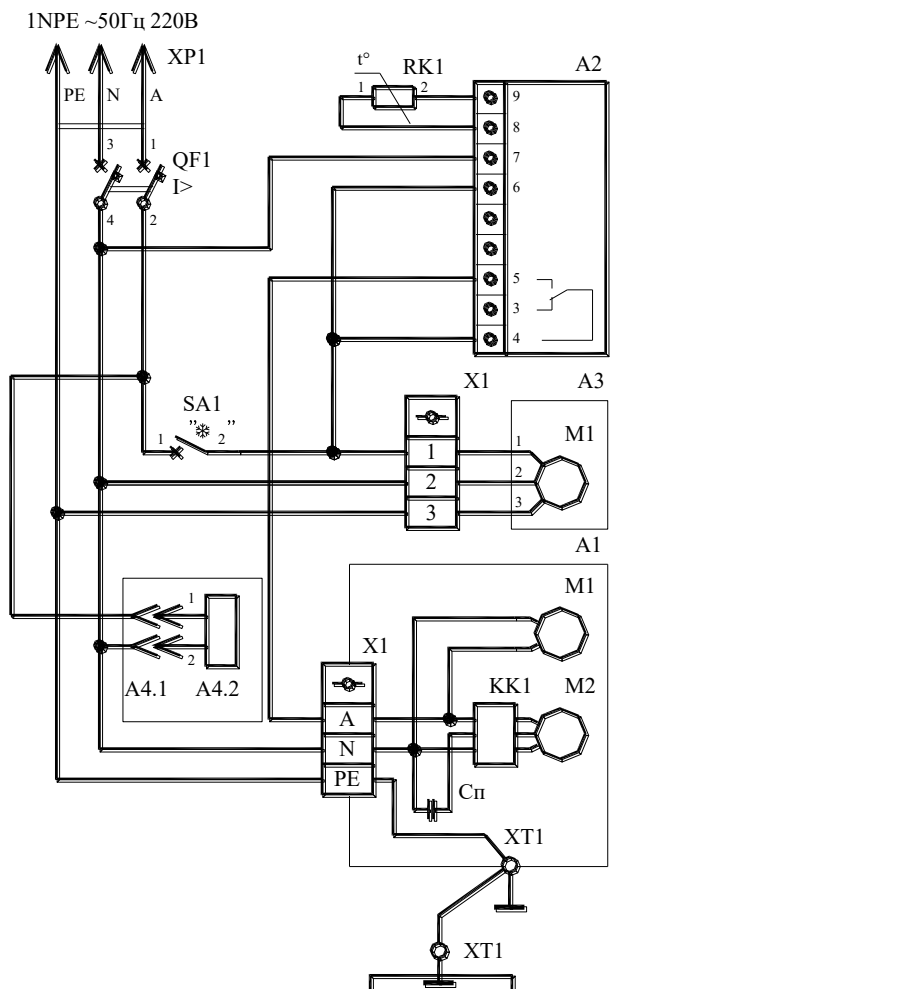 1NPE ~50Гц 220В
XP1
PE N A
3 1
QF1
I>
4 2
t°
RK1
1 2
A2
9
8
7
6
5
3
4
SA1
1 "❄" 2
X1
1
2
3
A3
M1
1
2
3
A1
M1
X1
A
N
PE
KK1
M2
Сп
XT1
XT1
1
2
A4.1 A4.2